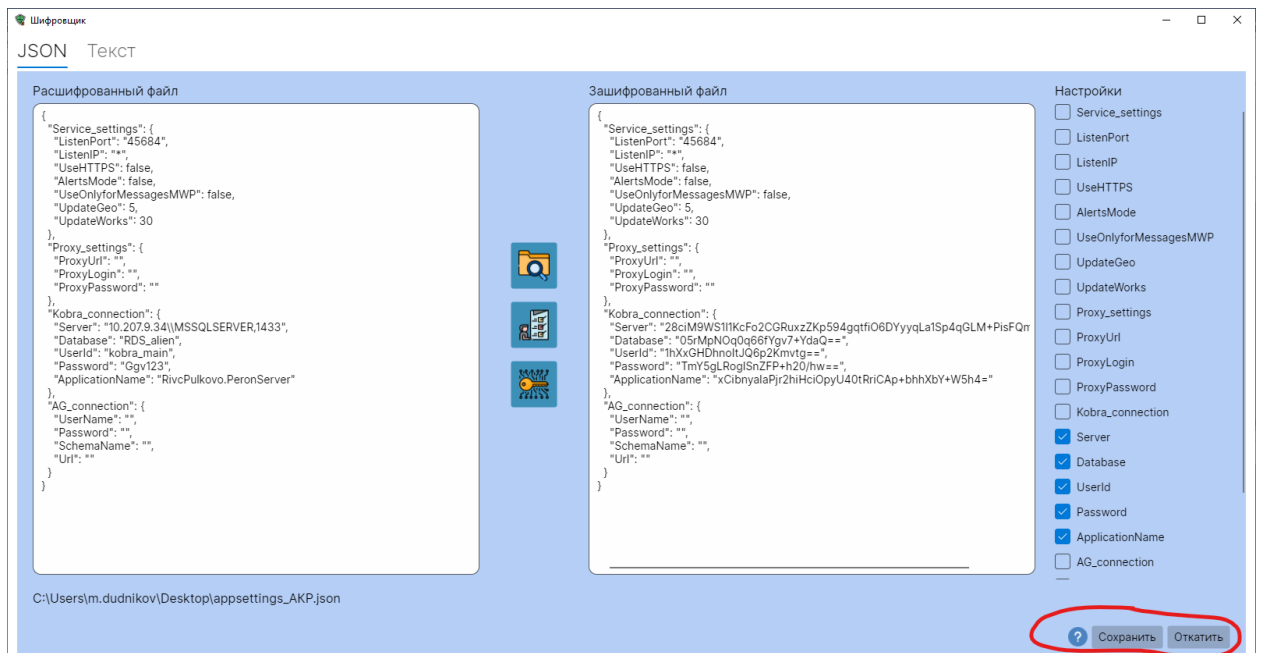 Шифровщик
JSON Текст
Расшифрованный файл
{
"Service_settings": {
"ListenPort": "45684",
"ListenIP": "*",
"UseHTTPS": false,
"AlertsMode": false,
"UseOnlyforMessagesMWP": false,
"UpdateGeo": 5,
"UpdateWorks": 30
},
"Proxy_settings": {
"ProxyUrl": "",
"ProxyLogin": "",
"ProxyPassword": ""
},
"Kobra_connection": {
"Server": "10.207.9.34\\MSSQLSERVER,1433",
"Database": "RDS_alien",
"UserId": "kobra_main",
"Password": "Ggv123",
"ApplicationName": "RivcPulkovo.PeronServer"
},
"AG_connection": {
"UserName": "",
"Password": "",
"SchemaName": "",
"Url": ""
}
}
Зашифрованный файл
{
"Service_settings": {
"ListenPort": "45684",
"ListenIP": "*",
"UseHTTPS": false,
"AlertsMode": false,
"UseOnlyforMessagesMWP": false,
"UpdateGeo": 5,
"UpdateWorks": 30
},
"Proxy_settings": {
"ProxyUrl": "",
"ProxyLogin": "",
"ProxyPassword": ""
},
"Kobra_connection": {
"Server": "28ciM9WS1I1KcFo2CGRuxzZKp594gqtfiO6DYyyqLa1Sp4qGLM+PisFQm
"Database": "05rMpNOq0q66fYgv7+YdaQ==",
"UserId": "1hXxGHDhnoItJQ6p2Kmvtg==",
"Password": "TmY5gLRogISnZFP+h20/hw==",
"ApplicationName": "xCibnyalaPjr2hiHciOpyU40tRriCAp+bhhXbY+W5h4="
},
"AG_connection": {
"UserName": "",
"Password": "",
"SchemaName": "",
"Url": ""
}
}
Настройки
Service_settings
ListenPort
ListenIP
UseHTTPS
AlertsMode
UseOnlyforMessagesMWP
UpdateGeo
UpdateWorks
Proxy_settings
ProxyUrl
ProxyLogin
ProxyPassword
Kobra_connection
Server
Database
UserId
Password
ApplicationName
AG_connection
C:\Users\m.dudnikov\Desktop\appsettings_AKP.json
? Сохранить Откатить